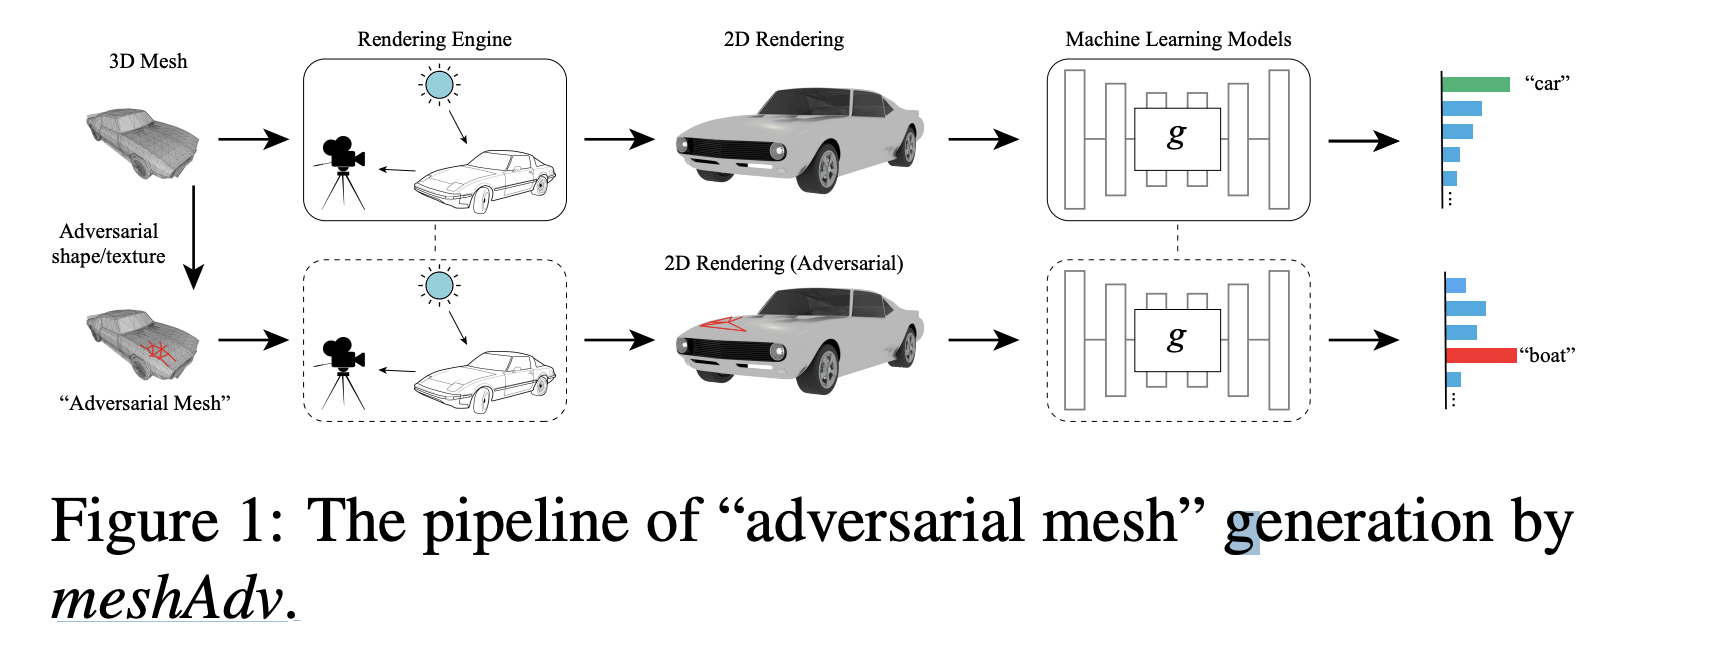 3D Mesh
Rendering Engine
2D Rendering
Machine Learning Models
g
“car”
⋮
Adversarial
shape/texture
2D Rendering (Adversarial)
g
“boat”
⋮
“Adversarial Mesh”
Figure 1: The pipeline of “adversarial mesh” generation by
meshAdv.